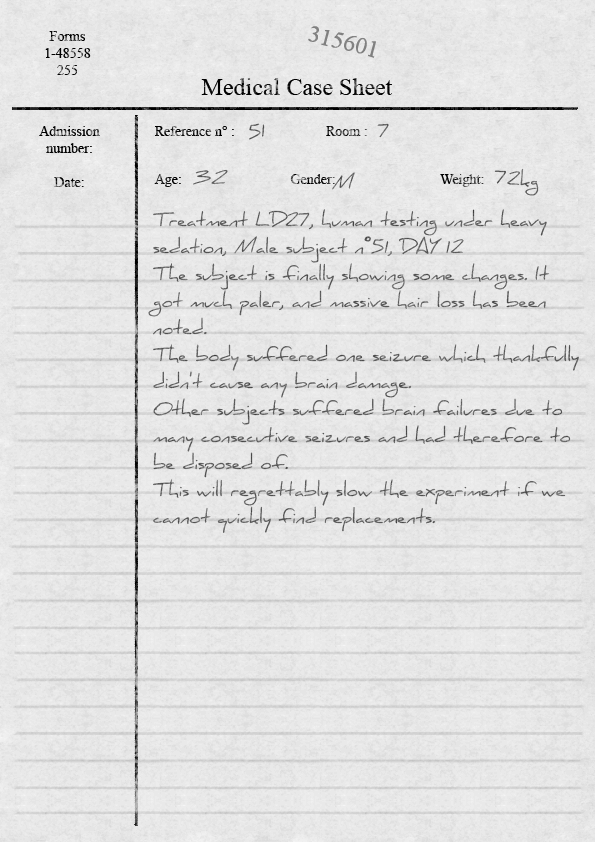 Forms
1-48558
255
315601
Medical Case Sheet
Admission
number:
Date:
Reference n° : 51 Room : 7
Age: 32 Gender: M Weight: 72kg
Treatment LD27, human testing under heavy
sedation, Male subject n°51, DAY 12
The subject is finally showing some changes. It
got much paler, and massive hair loss has been
noted.
The body suffered one seizure which thankfully
didn't cause any brain damage.
Other subjects suffered brain failures due to
many consecutive seizures and had therefore to
be disposed of.
This will regrettably slow the experiment if we
cannot quickly find replacements.